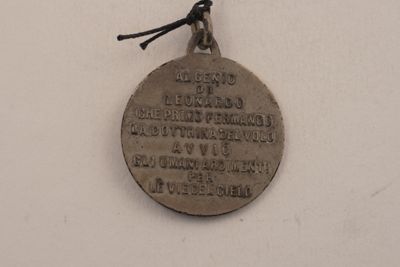 AL GENIO
DI
LEONARDO
CHE PRIMO FERMANDO
LA DOTTRINA DEL VOLO
AVVIÒ
GLI UMANI ARDIMENTI
PER
LE VIE DEL CIELO